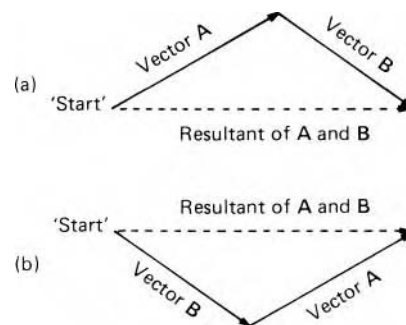 Vector A
Vector B
(a)
'Start'
Resultant of A and B
Resultant of A and B
'Start'
(b)
Vector B
Vector A